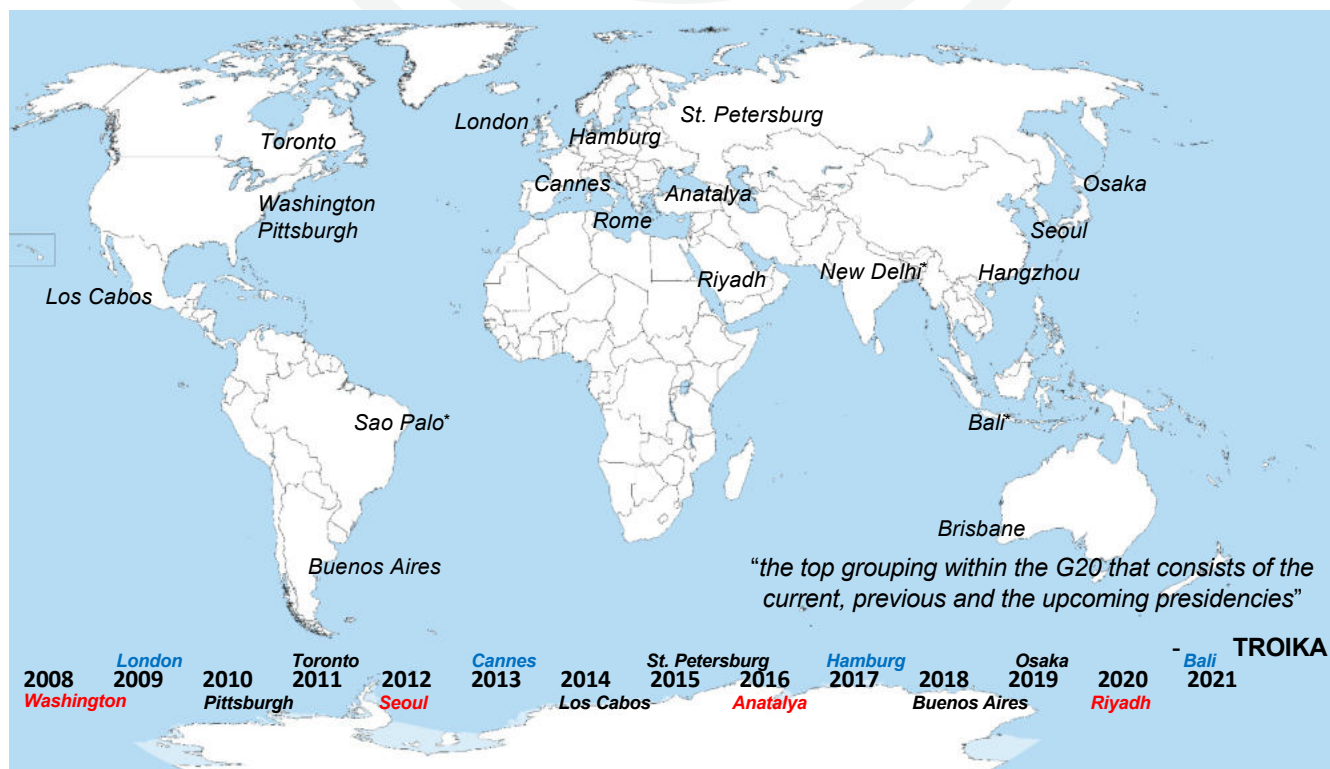 London
Hamburg
St. Petersburg
Toronto
Cannes
Anatalya
Osaka
Washington
Pittsburgh
Rome
Seoul
Riyadh
New Delhi*
Hangzhou
Los Cabos
Sao Palo*
Bali*
Brisbane
Buenos Aires
“the top grouping within the G20 that consists of the
current, previous and the upcoming presidencies”
- TROIKA
London Toronto Cannes St. Petersburg Hamburg Osaka Bali
2008 2009 2010 2011 2012 2013 2014 2015 2016 2017 2018 2019 2020 2021
Washington Pittsburgh Seoul Los Cabos Anatalya Buenos Aires Riyadh